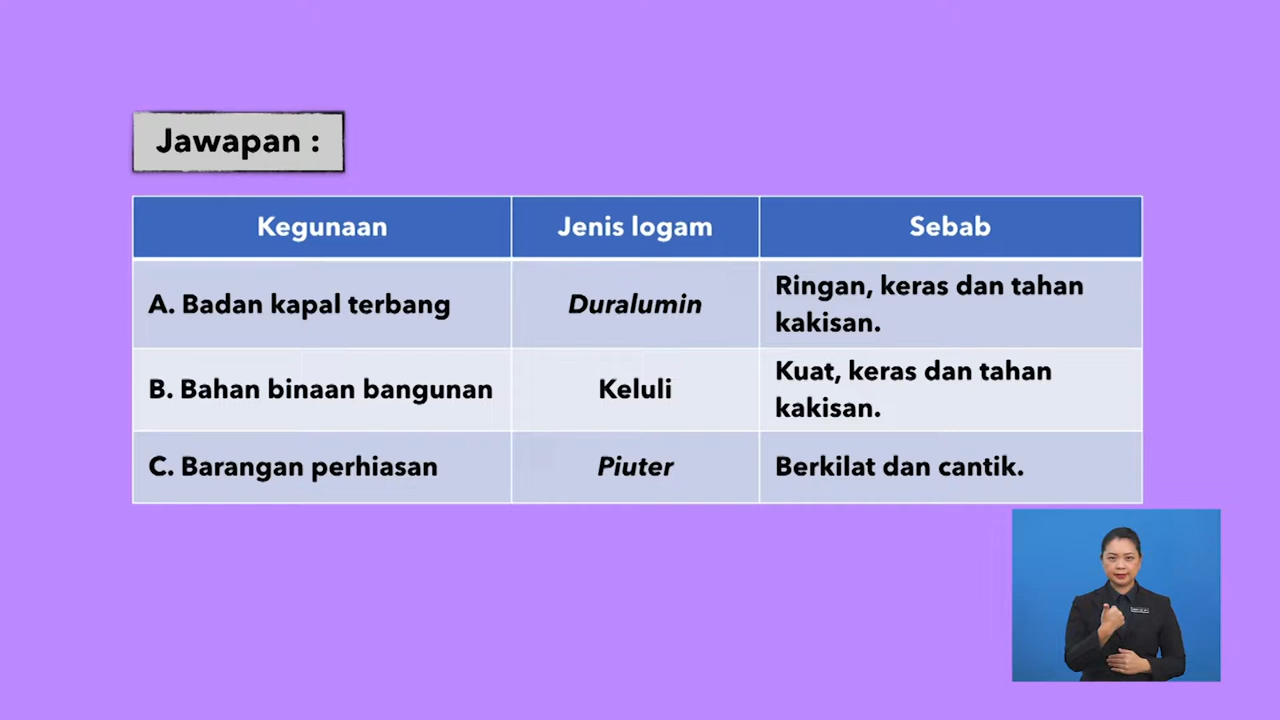 Jawapan :
Kegunaan
Jenis logam
Sebab
A. Badan kapal terbang
Duralumin
Ringan, keras dan tahan
kakisan.
B. Bahan binaan bangunan
Keluli
Kuat, keras dan tahan
kakisan.
C. Barangan perhiasan
Piuter
Berkilat dan cantik.